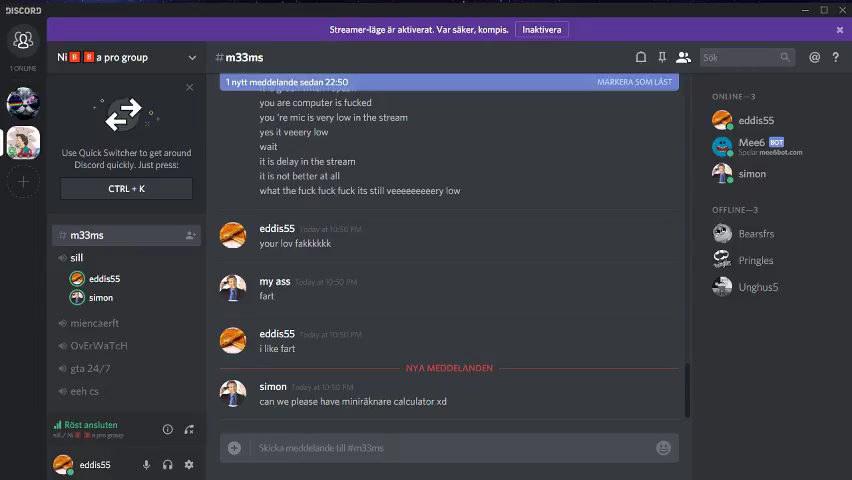 DISCORD
Streamer-läge är aktiverat. Var säker, kompis.
Inaktivera
1 ONLINE
Ni🅱️🅱️a pro group
# m33ms
Sök
Use Quick Switcher to get around
Discord quickly. Just press:
CTRL + K
# m33ms
sill
eddis55
simon
miencaerft
OvErWaTcH
gta 24/7
eeh cs
Röst ansluten
sill / Ni🅱️🅱️a pro group
eddis55
1 nytt meddelande sedan 22:50
MARKERA SOM LÄST
you are computer is fucked
you 're mic is very low in the stream
yes it veeery low
wait
it is delay in the stream
it is not better at all
what the fuck fuck fuck its still veeeeeeeery low
eddis55 Today at 10:50 PM
your lov fakkkkkk
my ass Today at 10:50 PM
fart
eddis55 Today at 10:50 PM
i like fart
NYA MEDDELANDEN
simon Today at 10:50 PM
can we please have miniräknare calculator xd
Skicka meddelande till #m33ms
ONLINE—3
eddis55
Mee6 BOT
Spelar mee6bot.com
simon
OFFLINE—3
Bearsfrs
Pringles
Unghus5